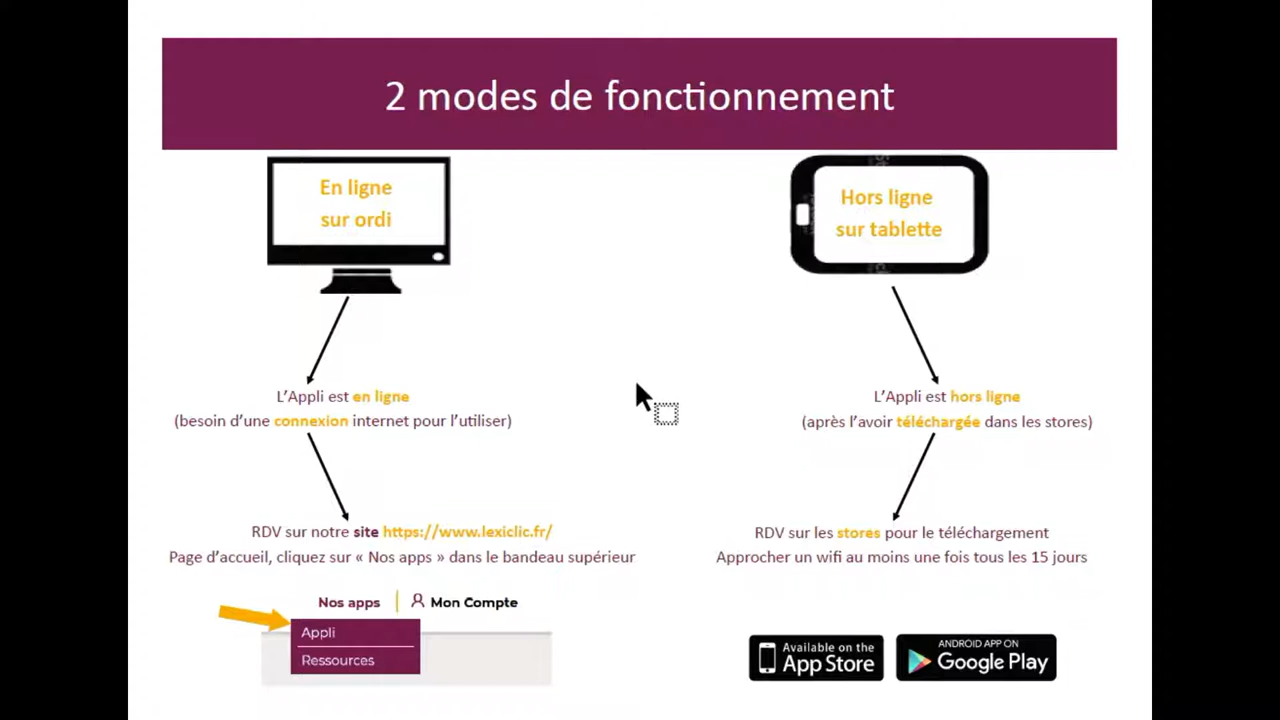 2 modes de fonctionnement
En ligne
sur ordi
L'Appli est en ligne
(besoin d'une connexion internet pour l'utiliser)
RDV sur notre site https://www.lexiclic.fr/
Page d'accueil, cliquez sur « Nos apps » dans le bandeau supérieur
Nos apps
Mon Compte
Appli
Ressources
Hors ligne
sur tablette
L'Appli est hors ligne
(après l'avoir téléchargée dans les stores)
RDV sur les stores pour le téléchargement
Approcher un wifi au moins une fois tous les 15 jours
Available on the
App Store
ANDROID APP ON
Google Play